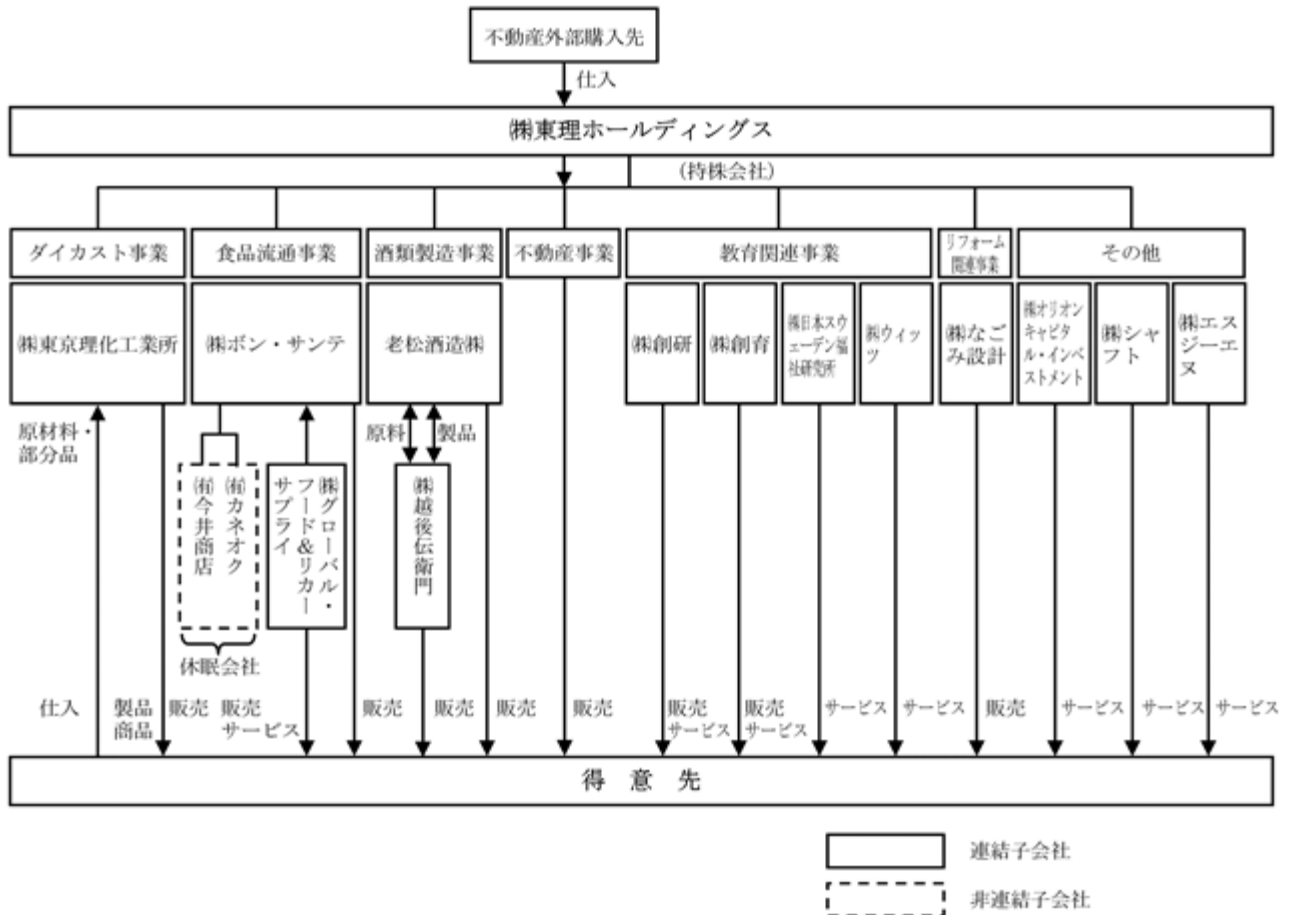 不動産外部購入先
仕入
㈱東理ホールディングス
(持株会社)
ダイカスト事業
食品流通事業
酒類製造事業
不動産事業
教育関連事業
リフォーム
関連事業
その他
㈱東京理化工業所
㈱ボン・サンテ
老松酒造㈱
㈱創研
㈱創育
㈱日本スウ
ェーデン福
祉研究所
㈱ウィッ
ツ
㈱なご
み設計
㈱オリオン
キャピタ
ル・インベ
ストメント
㈱シャ
フト
㈱エス
ジーエ
ヌ
原材料・
部分品
原料
製品
㈲カネオク
㈲今井商店
㈱グローバル・
フード&リカー
サプライ
㈱越後伝衛門
休眠会社
仕入
製品
商品
販売
販売
サービス
販売
販売
販売
販売
販売
サービス
販売
サービス
サービス
サービス
販売
サービス
サービス
サービス
得意先
連結子会社
非連結子会社